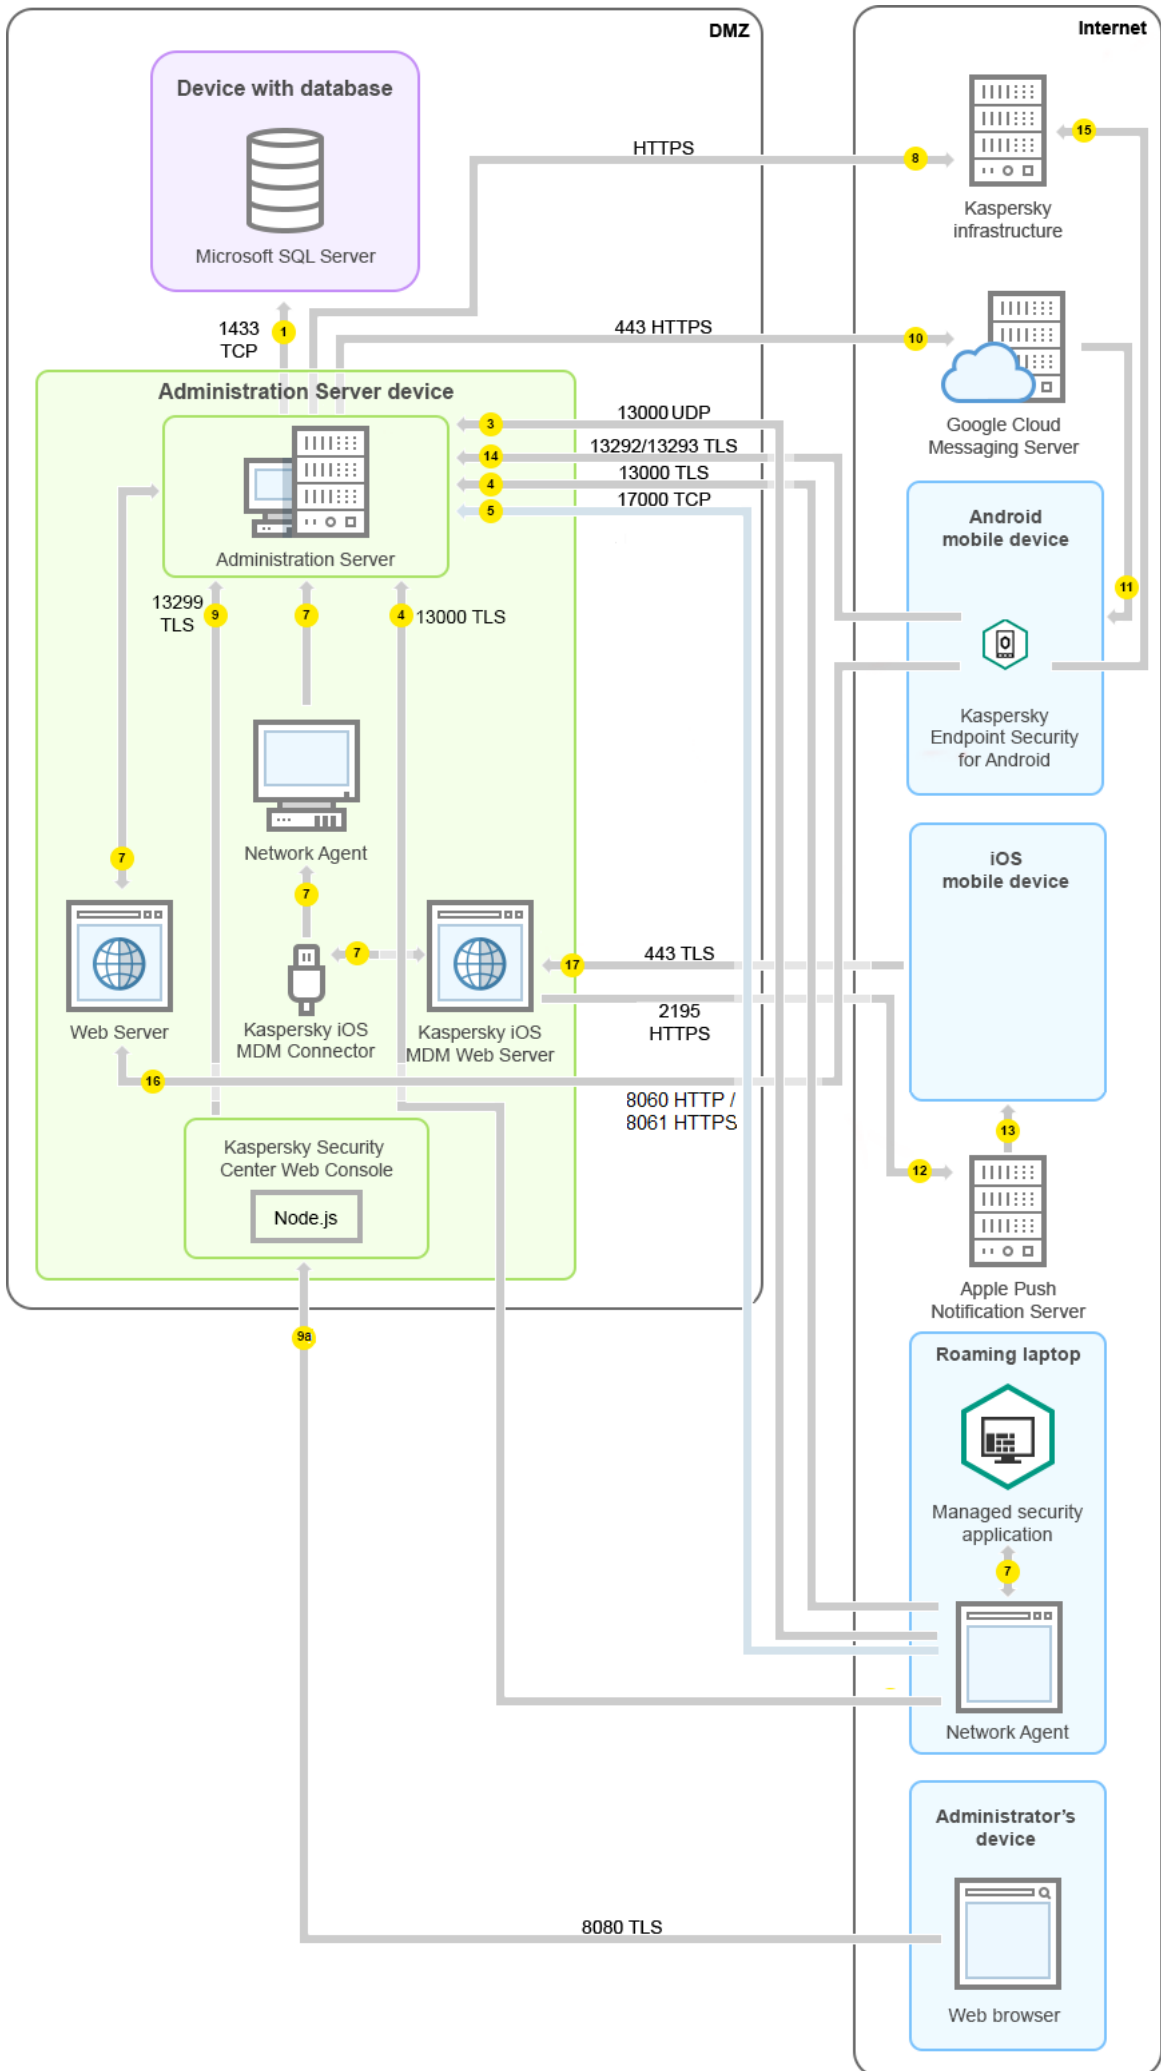 DMZ
Internet
Device with database
Microsoft SQL Server
HTTPS
8
15
Kaspersky
infrastructure
1433
TCP
1
443 HTTPS
10
Google Cloud
Messaging Server
Administration Server device
Administration Server
13000 UDP
3
13292/13293 TLS
14
13000 TLS
4
17000 TCP
5
Android
mobile device
11
Kaspersky
Endpoint Security
for Android
13299
TLS
9
7
4
13000 TLS
Network Agent
7
7
7
Web Server
Kaspersky iOS
MDM Connector
Kaspersky iOS
MDM Web Server
17
443 TLS
2195
HTTPS
iOS
mobile device
16
8060 HTTP /
8061 HTTPS
13
12
Apple Push
Notification Server
Kaspersky Security
Center Web Console
Node.js
9a
Roaming laptop
Managed security
application
7
Network Agent
Administrator's
device
8080 TLS
Web browser